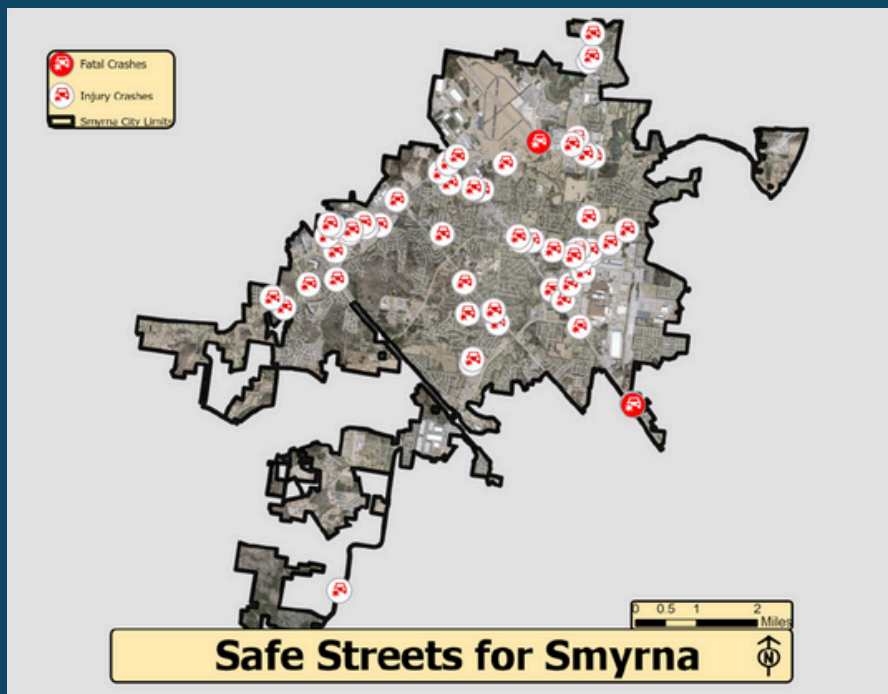 Fatal Crashes
Injury Crashes
Smyrna City Limits
0 0.5 1 2
Miles
Safe Streets for Smyrna
N